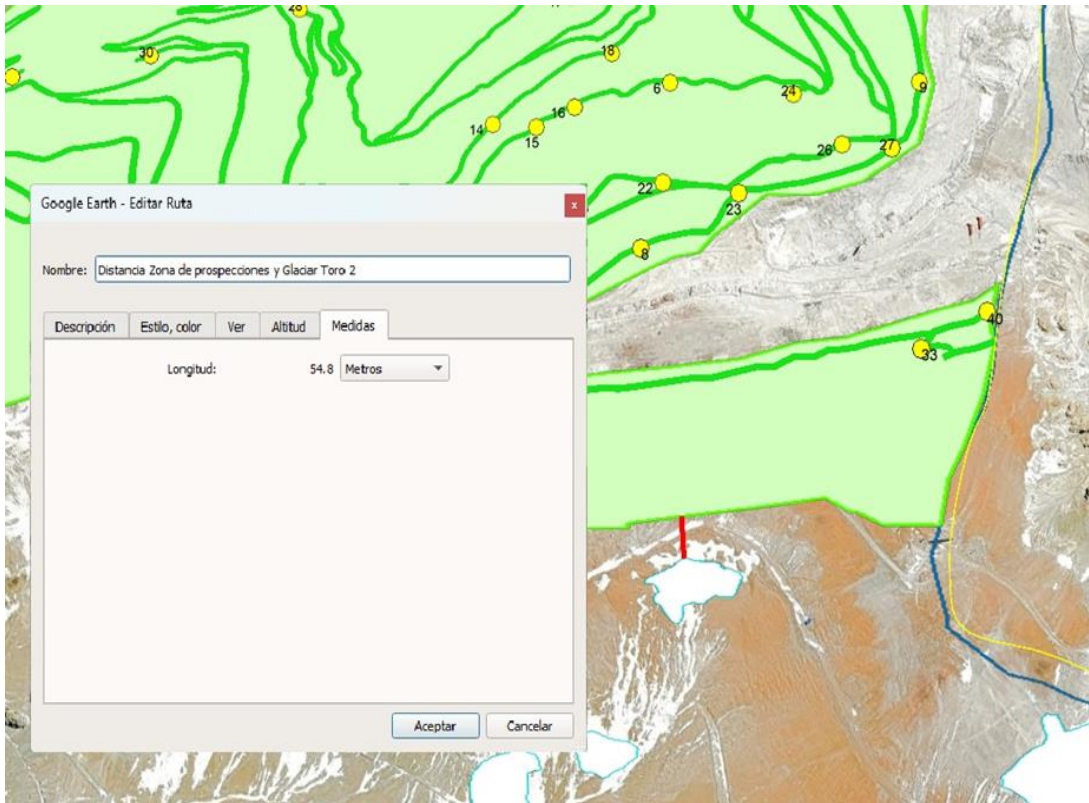 28
30
18
6
24
9
16
14
15
26
27
22
23
8
40
33
Google Earth - Editar Ruta
x
Nombre: Distancia Zona de prospecciones y Glaciar Toro 2
Descripción Estilo, color Ver Altitud Medidas
Longitud: 54.8 Metros
Aceptar Cancelar